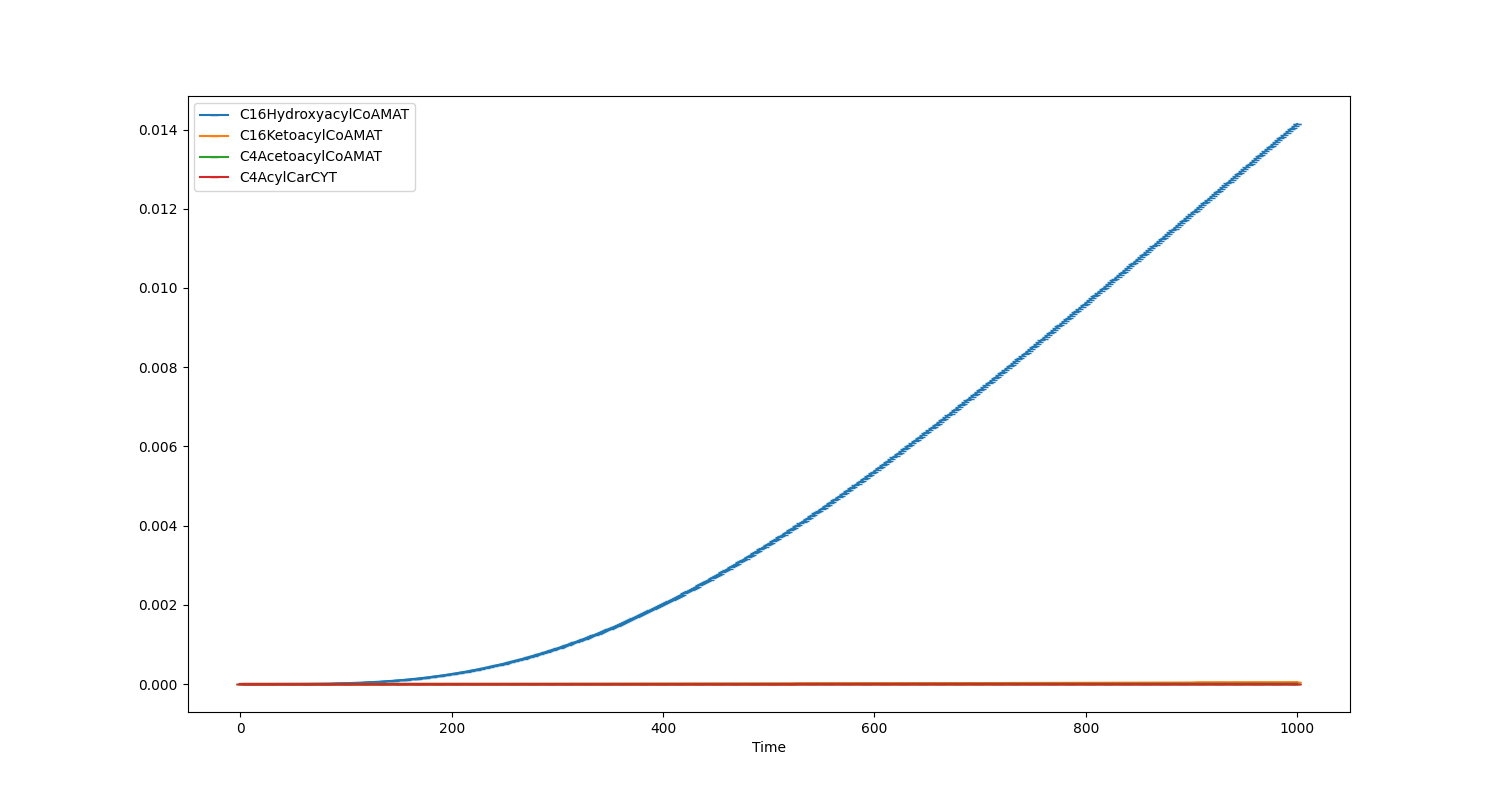 C16HydroxyacylCoAMAT
C16KetoacylCoAMAT
C4AcetoacylCoAMAT
C4AcylCarCYT
0.014
0.012
0.010
0.008
0.006
0.004
0.002
0.000
0 200 400 600 800 1000
Time